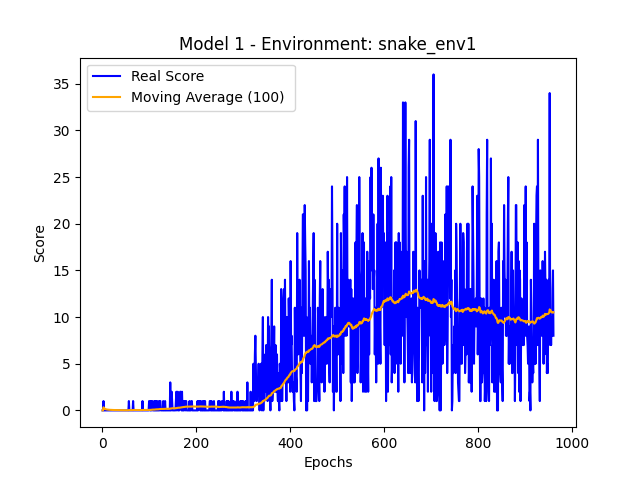 Model 1 - Environment: snake_env1
Real Score
Moving Average (100)
Score
35
30
25
20
15
10
5
0
0 200 400 600 800 1000
Epochs